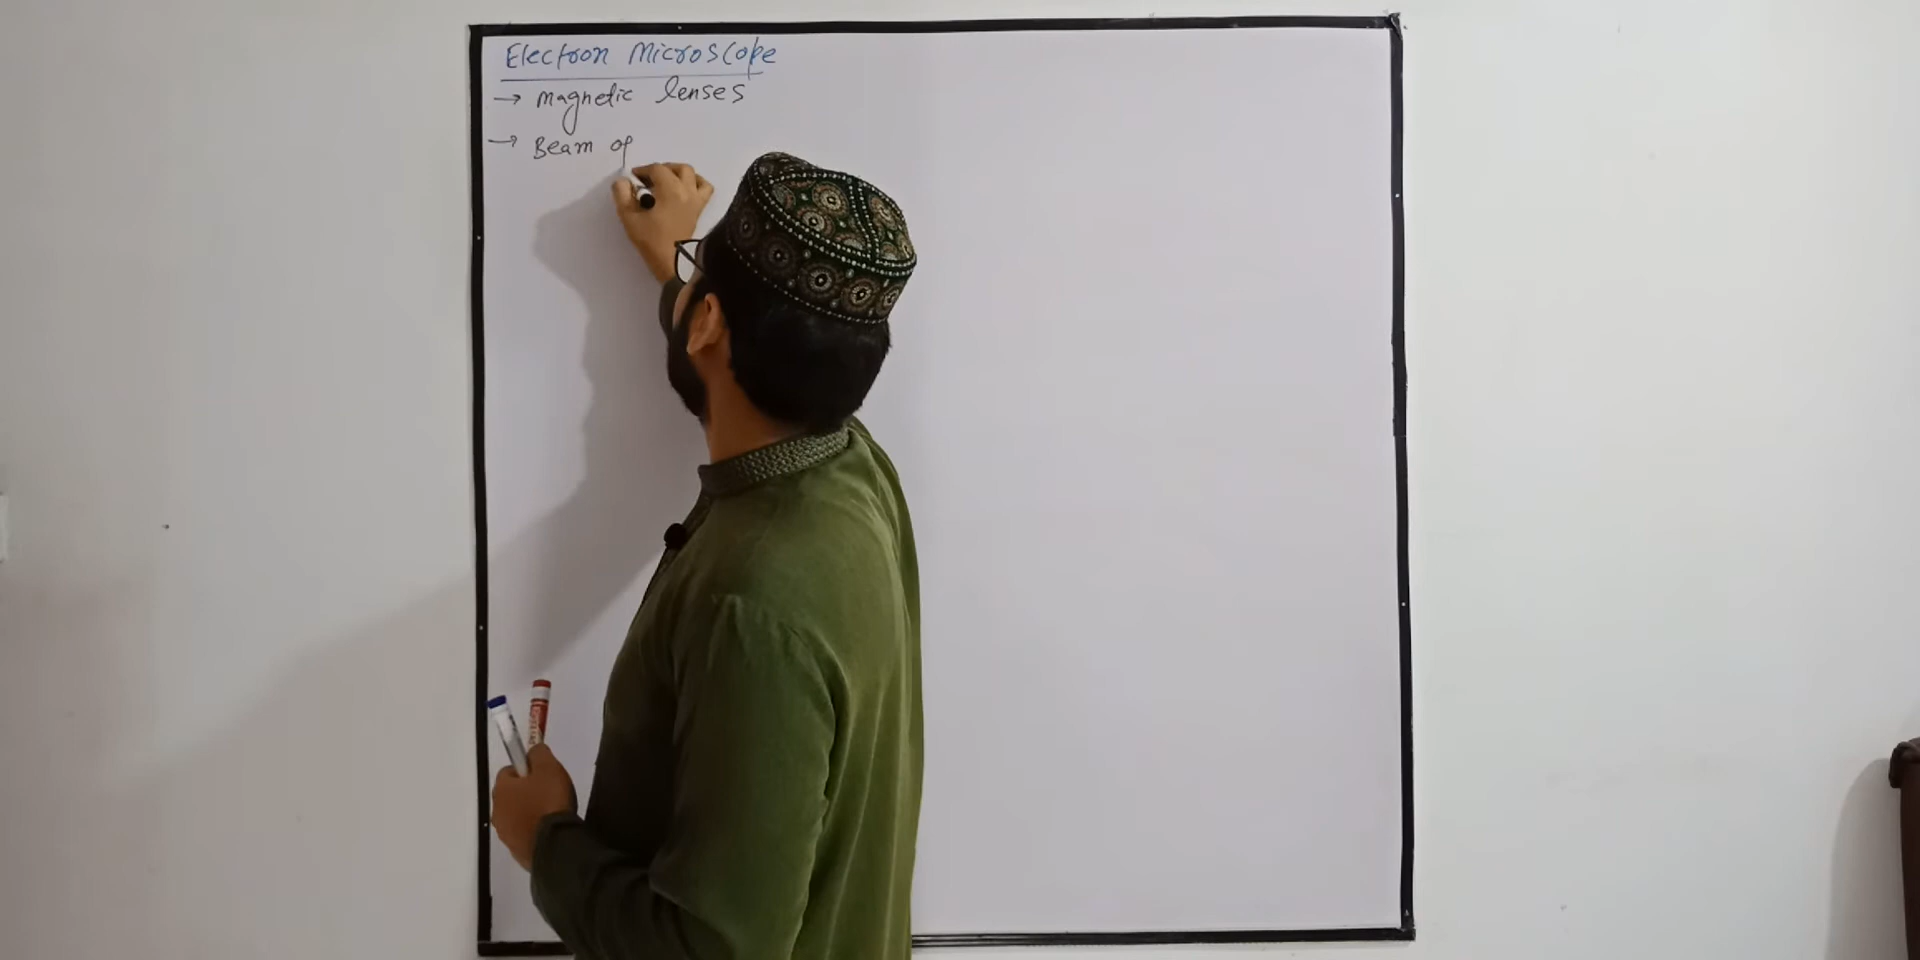 Electron Microscope
→ Magnetic lenses
→ Beam of